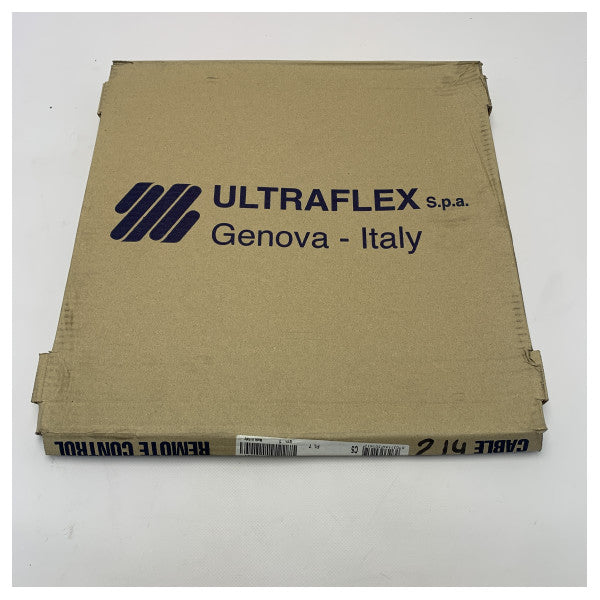 ULTRAFLEX S.p.a.
Genova - Italy
REMOTE CONTROL
CABLE